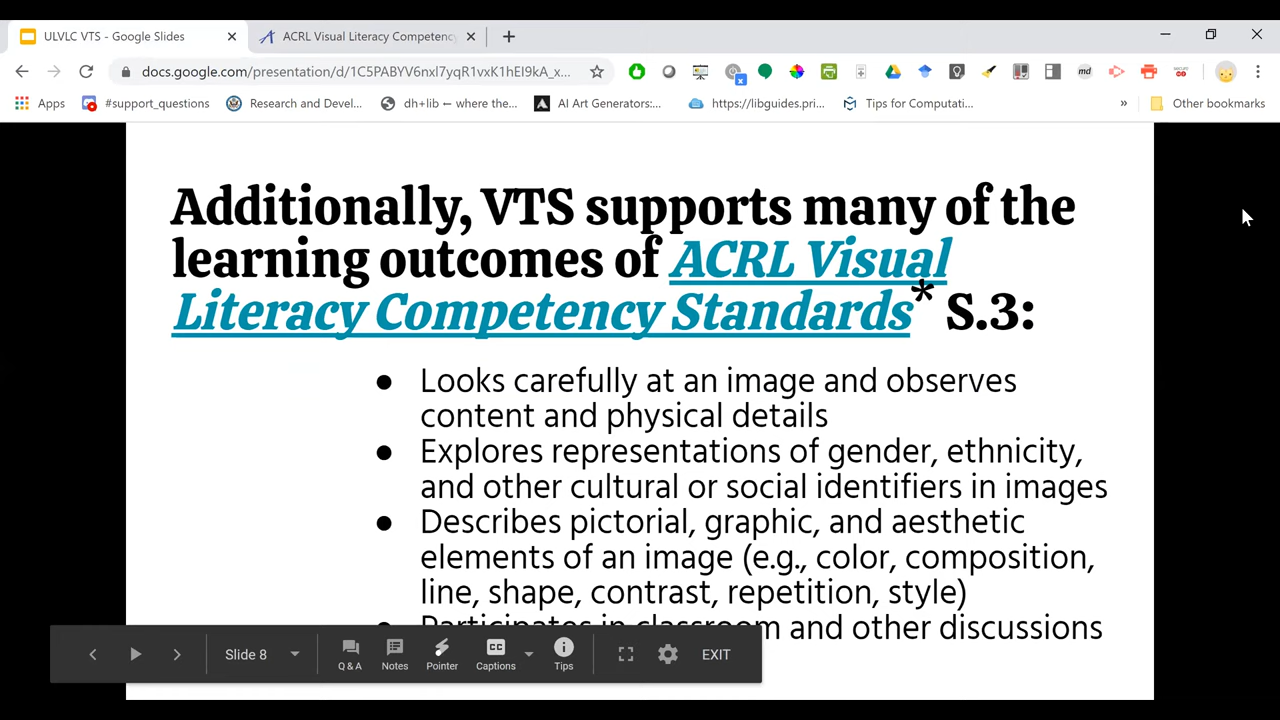 ULVLC VTS - Google Slides
ACRL Visual Literacy Competency
docs.google.com/presentation/d/1C5PABYV6nxl7yqR1nrK1hEI9kA_x...
Apps
#support_questions
Research and Devel...
dh+lib ← where the...
AI Art Generators:...
https://libguides.pri...
Tips for Computati...
»
Other bookmarks
Additionally, VTS supports many of the
learning outcomes of ACRL Visual
Literacy Competency Standards* S.3:
● Looks carefully at an image and observes
content and physical details
● Explores representations of gender, ethnicity,
and other cultural or social identifiers in images
● Describes pictorial, graphic, and aesthetic
elements of an image (e.g., color, composition,
line, shape, contrast, repetition, style)
● Participates in classroom and other discussions
Slide 8
Q & A
Notes
Pointer
CC
Captions
Tips
EXIT
md